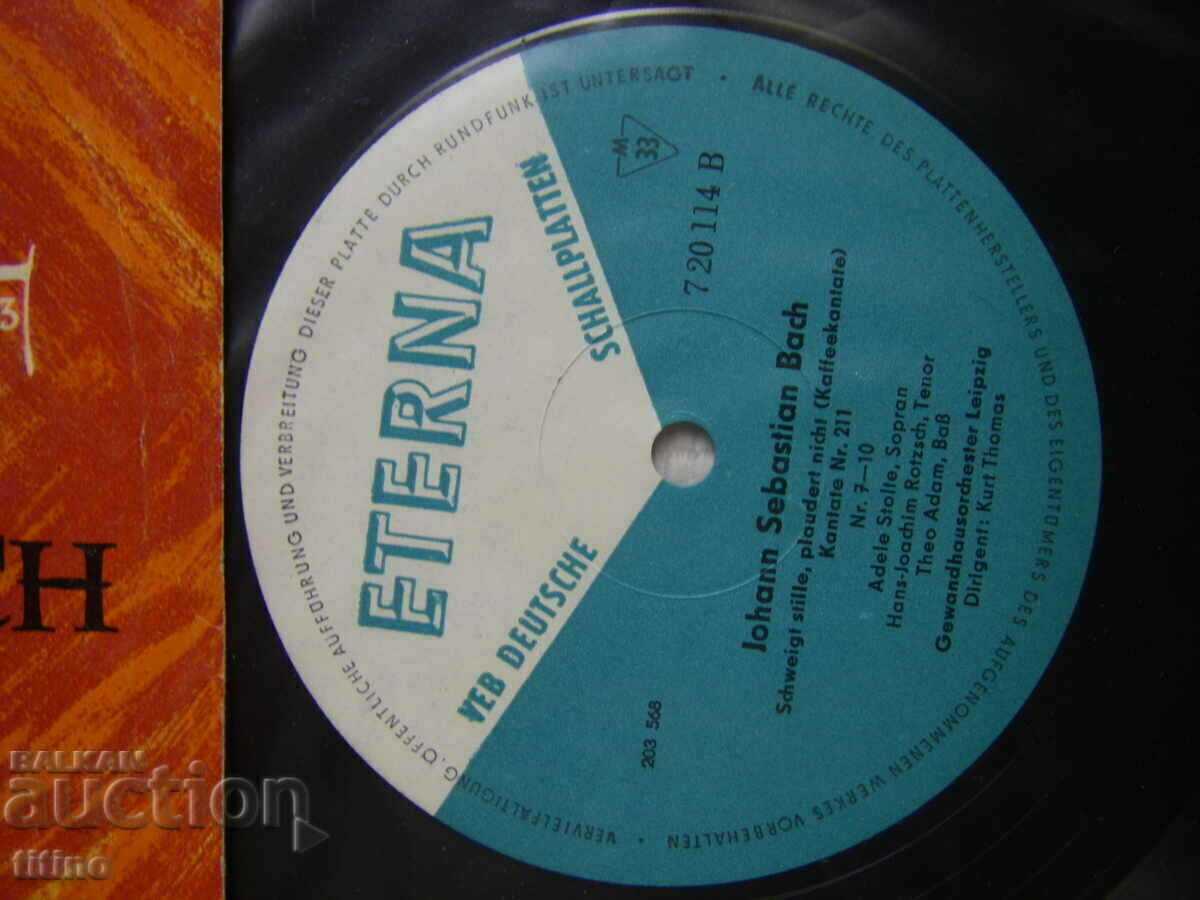 ETERNA
VEB DEUTSCHE SCHALLPLATTEN
M 33
7 20 114 B
Johann Sebastian Bach
Schweigt stille, plaudert nicht (Kaffeekantate)
Kantate Nr. 211
Nr. 7—10
Adele Stolte, Sopran
Hans-Joachim Rotzsch, Tenor
Theo Adam, Baß
Gewandhausorchester Leipzig
Dirigent: Kurt Thomas
203 568
ALLE RECHTE DES PLATTENHERSTELLERS UND DES EIGENTÜMERS DES AUFGENOMMENEN WERKES VORBEHALTEN • VERVIELFÄLTIGUNG, ÖFFENTLICHE AUFFÜHRUNG UND VERBREITUNG DIESER PLATTE DURCH RUNDFUNK IST UNTERSAGT •
3
CH
BALKAN
auction
titino